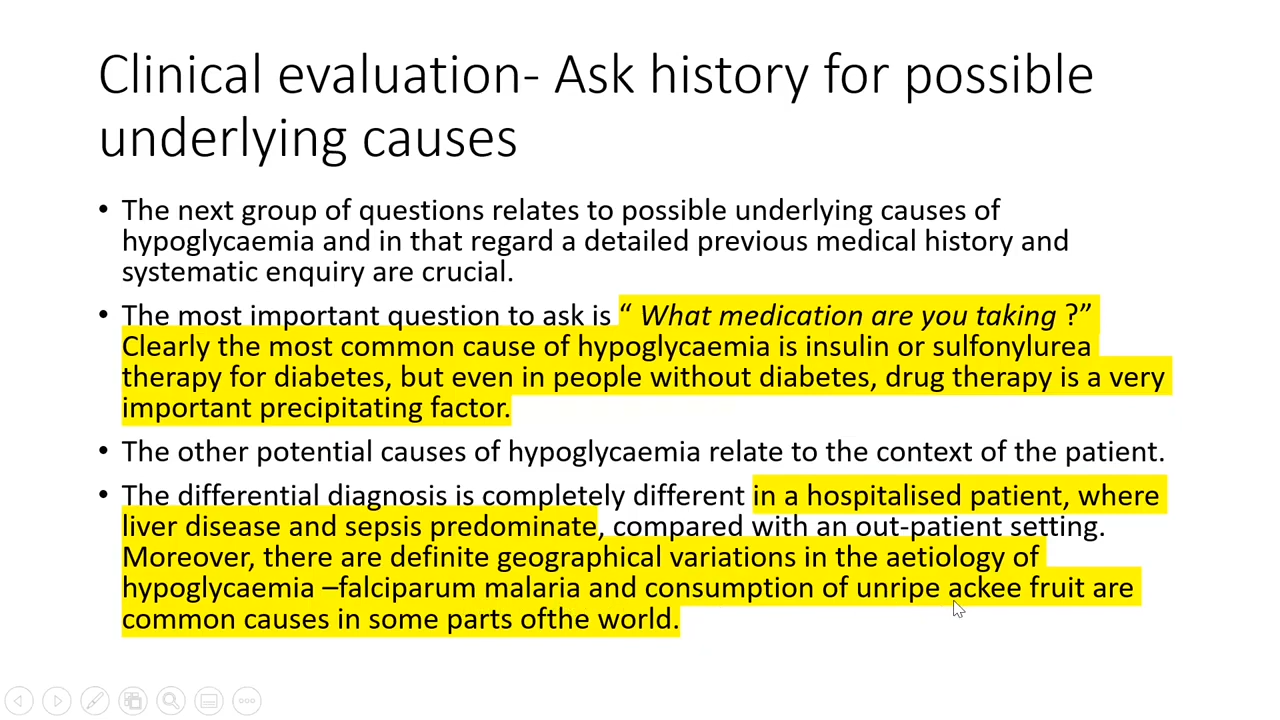 Clinical evaluation- Ask history for possible
underlying causes
• The next group of questions relates to possible underlying causes of
hypoglycaemia and in that regard a detailed previous medical history and
systematic enquiry are crucial.
• The most important question to ask is “ What medication are you taking ?”
Clearly the most common cause of hypoglycaemia is insulin or sulfonylurea
therapy for diabetes, but even in people without diabetes, drug therapy is a very
important precipitating factor.
• The other potential causes of hypoglycaemia relate to the context of the patient.
• The differential diagnosis is completely different in a hospitalised patient, where
liver disease and sepsis predominate, compared with an out-patient setting.
Moreover, there are definite geographical variations in the aetiology of
hypoglycaemia –falciparum malaria and consumption of unripe ackee fruit are
common causes in some parts ofthe world.